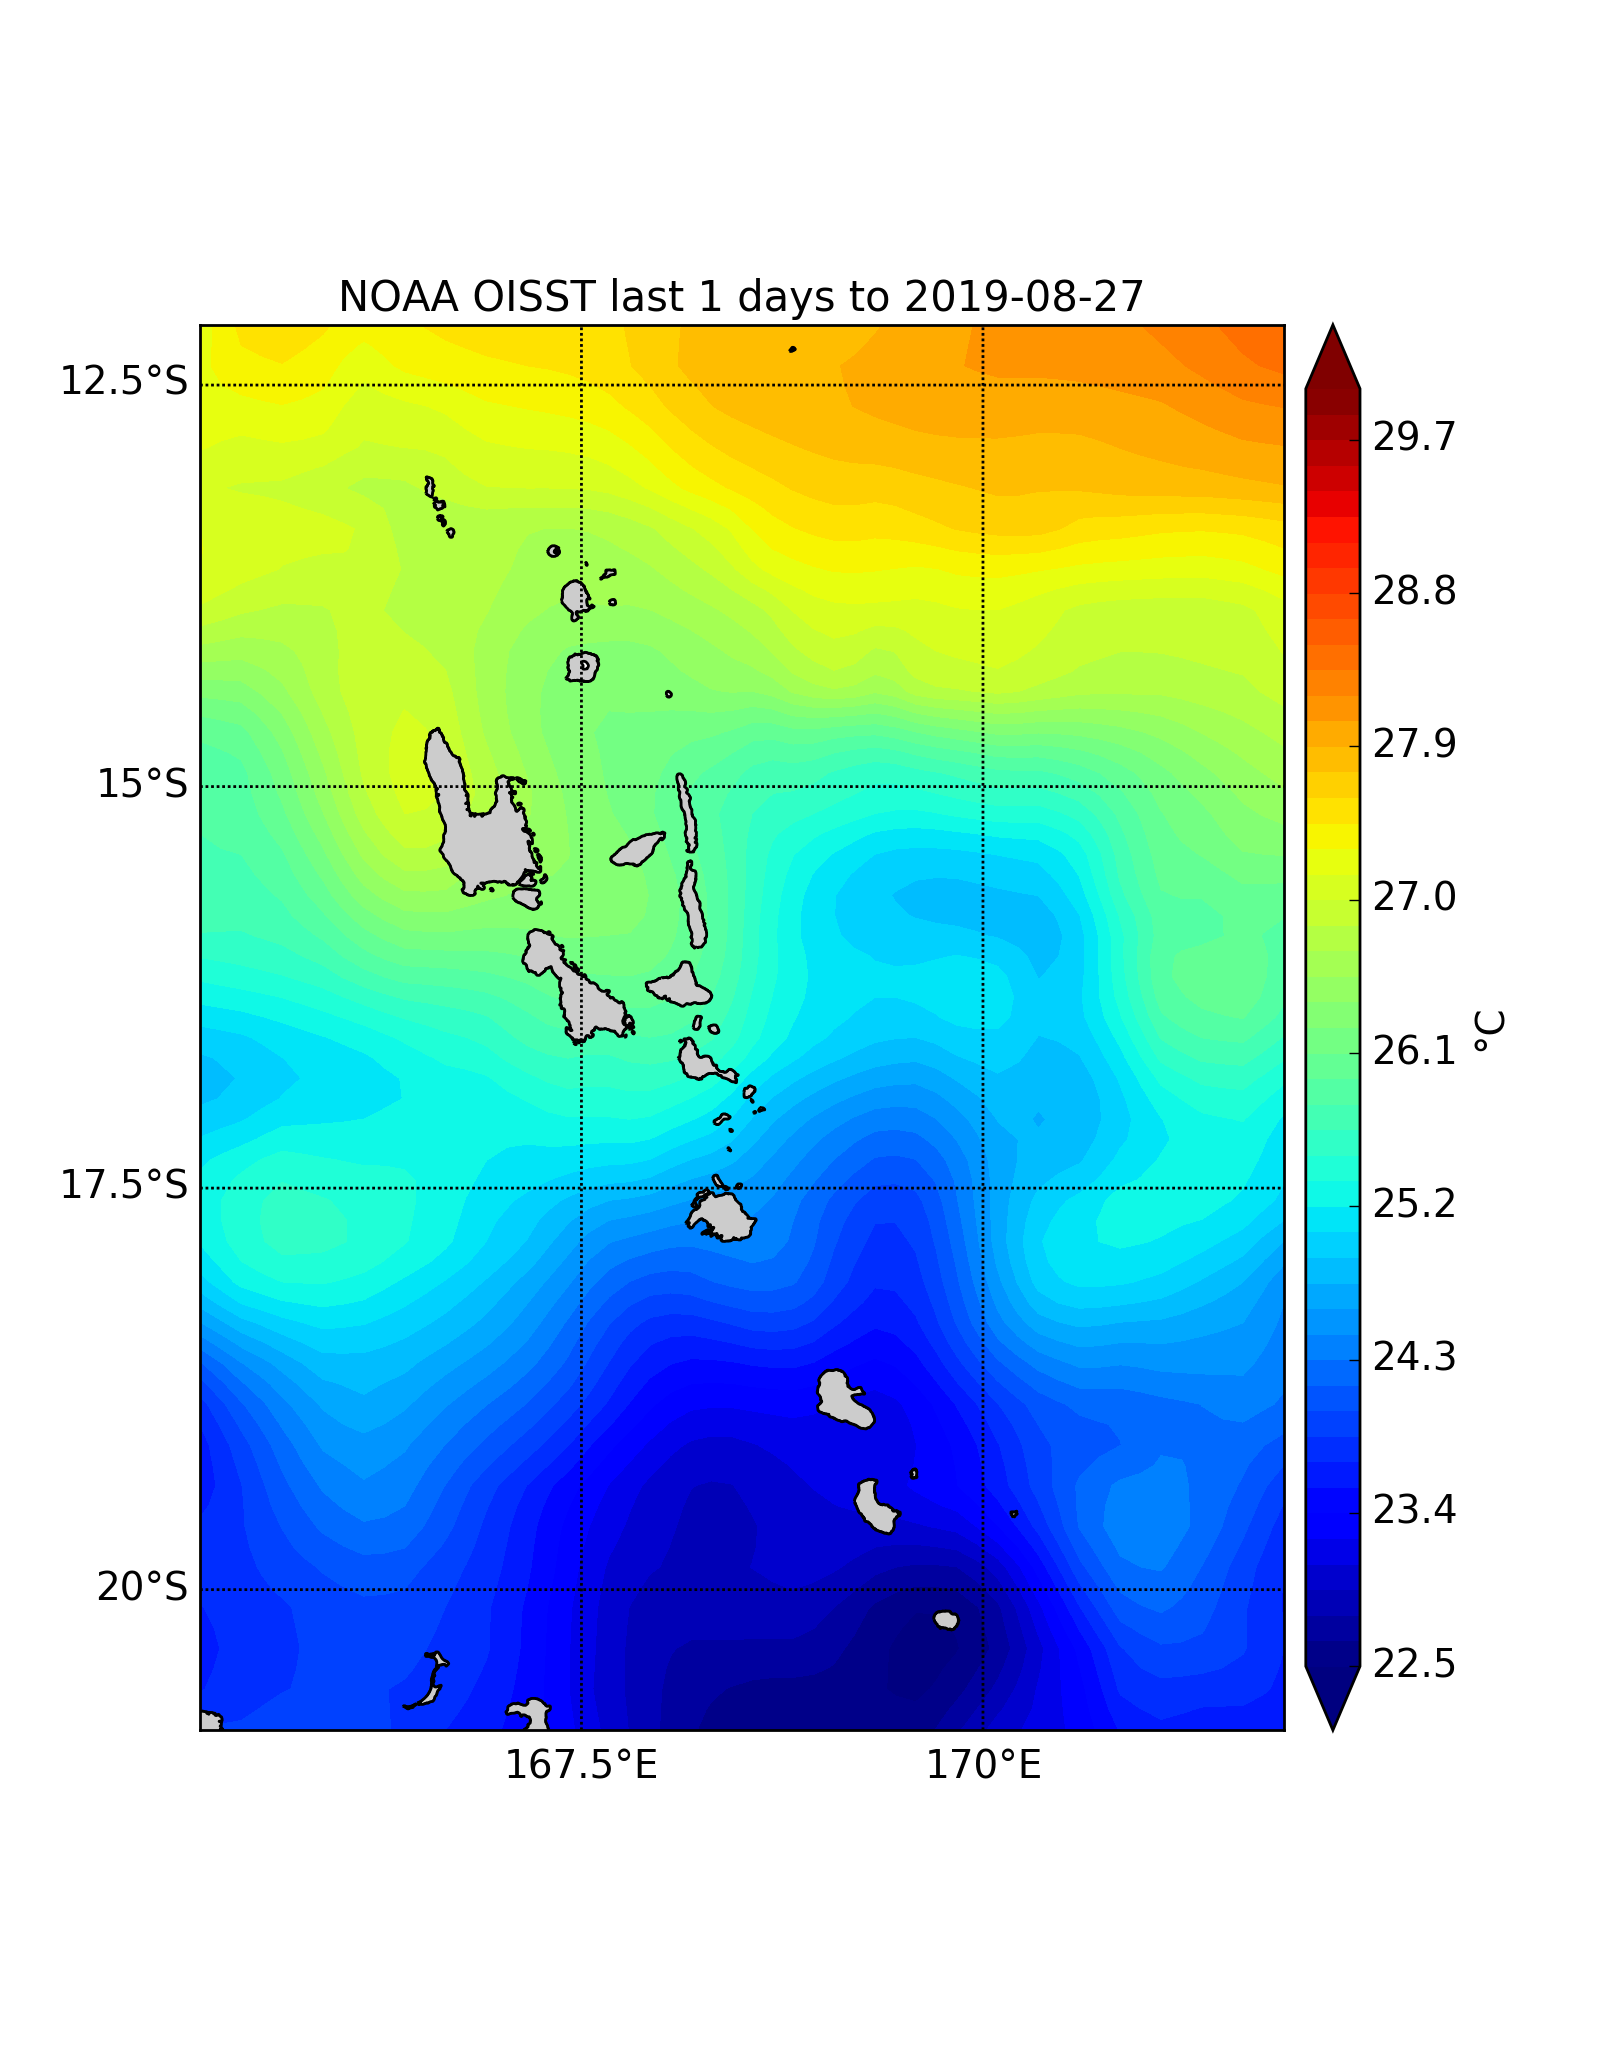 NOAA OISST last 1 days to 2019-08-27
12.5°S
15°S
17.5°S
20°S
167.5°E
170°E
29.7
28.8
27.9
27.0
26.1
25.2
24.3
23.4
22.5
°C